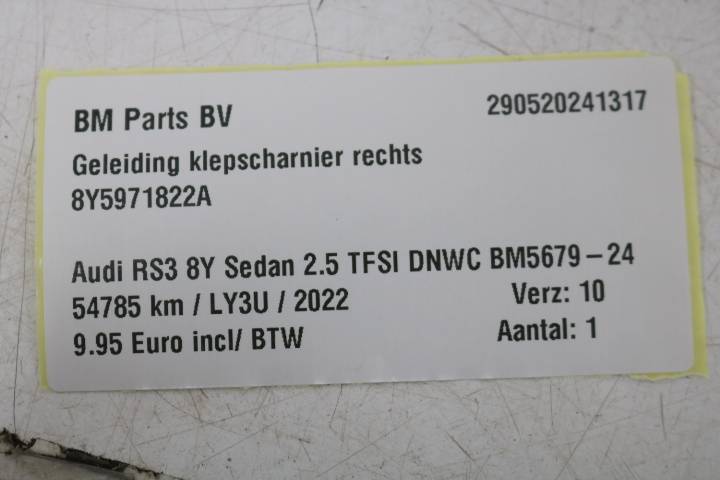 BM Parts BV 290520241317
Geleiding klepscharnier rechts
8Y5971822A
Audi RS3 8Y Sedan 2.5 TFSI DNWC BM5679-24
54785 km / LY3U / 2022 Verz: 10
9.95 Euro incl/ BTW Aantal: 1